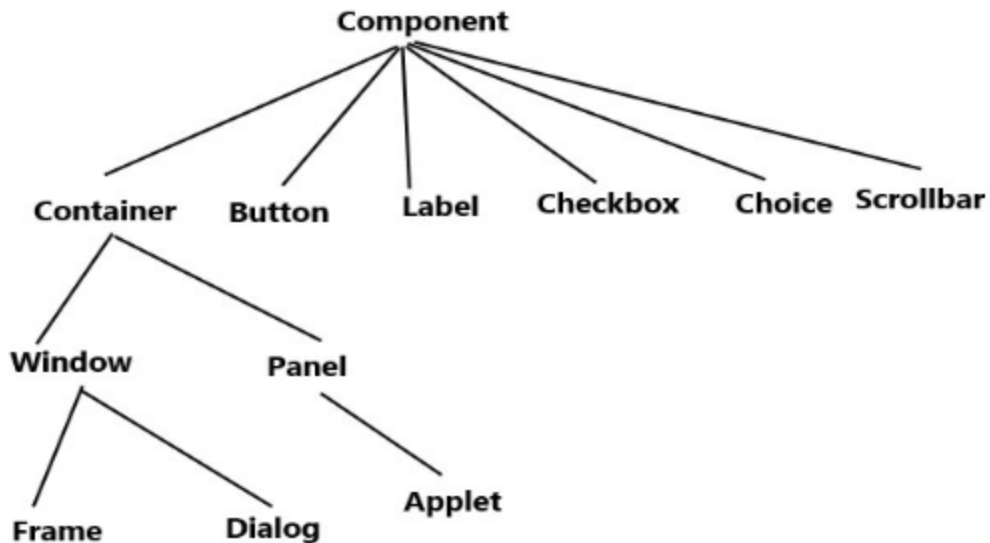 Component
Container Button Label Checkbox Choice Scrollbar
Window Panel
Frame Dialog Applet